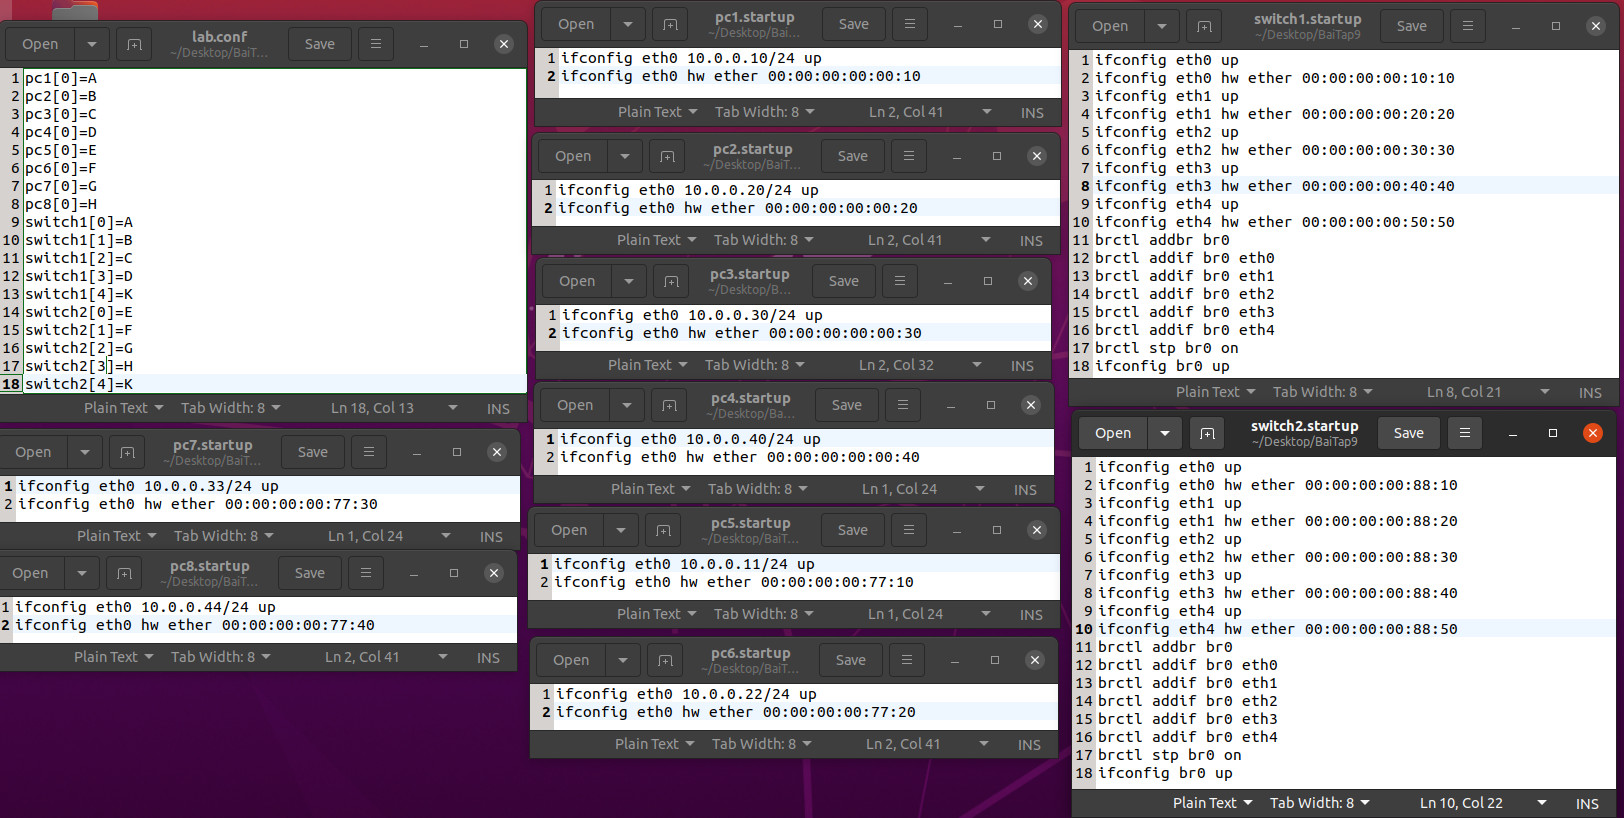 Open
lab.conf
~/Desktop/BaiT...
Save
1 pc1[0]=A
2 pc2[0]=B
3 pc3[0]=C
4 pc4[0]=D
5 pc5[0]=E
6 pc6[0]=F
7 pc7[0]=G
8 pc8[0]=H
9 switch1[0]=A
10 switch1[1]=B
11 switch1[2]=C
12 switch1[3]=D
13 switch1[4]=K
14 switch2[0]=E
15 switch2[1]=F
16 switch2[2]=G
17 switch2[3]=H
18 switch2[4]=K
Plain Text Tab Width: 8 Ln 18, Col 13 INS
Open
pc7.startup
~/Desktop/BaiT...
Save
1 ifconfig eth0 10.0.0.33/24 up
2 ifconfig eth0 hw ether 00:00:00:00:77:30
Plain Text Tab Width: 8 Ln 1, Col 24 INS
Open
pc8.startup
~/Desktop/BaiT...
Save
1 ifconfig eth0 10.0.0.44/24 up
2 ifconfig eth0 hw ether 00:00:00:00:77:40
Plain Text Tab Width: 8 Ln 2, Col 41 INS
Open
pc1.startup
~/Desktop/BaiT...
Save
1 ifconfig eth0 10.0.0.10/24 up
2 ifconfig eth0 hw ether 00:00:00:00:00:10
Plain Text Tab Width: 8 Ln 2, Col 41 INS
Open
pc2.startup
~/Desktop/BaiT...
Save
1 ifconfig eth0 10.0.0.20/24 up
2 ifconfig eth0 hw ether 00:00:00:00:00:20
Plain Text Tab Width: 8 Ln 2, Col 41 INS
Open
pc3.startup
~/Desktop/B...
Save
1 ifconfig eth0 10.0.0.30/24 up
2 ifconfig eth0 hw ether 00:00:00:00:00:30
Plain Text Tab Width: 8 Ln 2, Col 32 INS
Open
pc4.startup
~/Desktop/Ba...
Save
1 ifconfig eth0 10.0.0.40/24 up
2 ifconfig eth0 hw ether 00:00:00:00:00:40
Plain Text Tab Width: 8 Ln 1, Col 24 INS
Open
pc5.startup
~/Desktop/BaiT...
Save
1 ifconfig eth0 10.0.0.11/24 up
2 ifconfig eth0 hw ether 00:00:00:00:77:10
Plain Text Tab Width: 8 Ln 1, Col 24 INS
Open
pc6.startup
~/Desktop/BaiT...
Save
1 ifconfig eth0 10.0.0.22/24 up
2 ifconfig eth0 hw ether 00:00:00:00:77:20
Plain Text Tab Width: 8 Ln 2, Col 41 INS
Open
switch1.startup
~/Desktop/BaiTap9
Save
1 ifconfig eth0 up
2 ifconfig eth0 hw ether 00:00:00:00:10:10
3 ifconfig eth1 up
4 ifconfig eth1 hw ether 00:00:00:00:20:20
5 ifconfig eth2 up
6 ifconfig eth2 hw ether 00:00:00:00:30:30
7 ifconfig eth3 up
8 ifconfig eth3 hw ether 00:00:00:00:40:40
9 ifconfig eth4 up
10 ifconfig eth4 hw ether 00:00:00:00:50:50
11 brctl addbr br0
12 brctl addif br0 eth0
13 brctl addif br0 eth1
14 brctl addif br0 eth2
15 brctl addif br0 eth3
16 brctl addif br0 eth4
17 brctl stp br0 on
18 ifconfig br0 up
Plain Text Tab Width: 8 Ln 8, Col 21 INS
Open
switch2.startup
~/Desktop/BaiTap9
Save
1 ifconfig eth0 up
2 ifconfig eth0 hw ether 00:00:00:00:88:10
3 ifconfig eth1 up
4 ifconfig eth1 hw ether 00:00:00:00:88:20
5 ifconfig eth2 up
6 ifconfig eth2 hw ether 00:00:00:00:88:30
7 ifconfig eth3 up
8 ifconfig eth3 hw ether 00:00:00:00:88:40
9 ifconfig eth4 up
10 ifconfig eth4 hw ether 00:00:00:00:88:50
11 brctl addbr br0
12 brctl addif br0 eth0
13 brctl addif br0 eth1
14 brctl addif br0 eth2
15 brctl addif br0 eth3
16 brctl addif br0 eth4
17 brctl stp br0 on
18 ifconfig br0 up
Plain Text Tab Width: 8 Ln 10, Col 22 INS